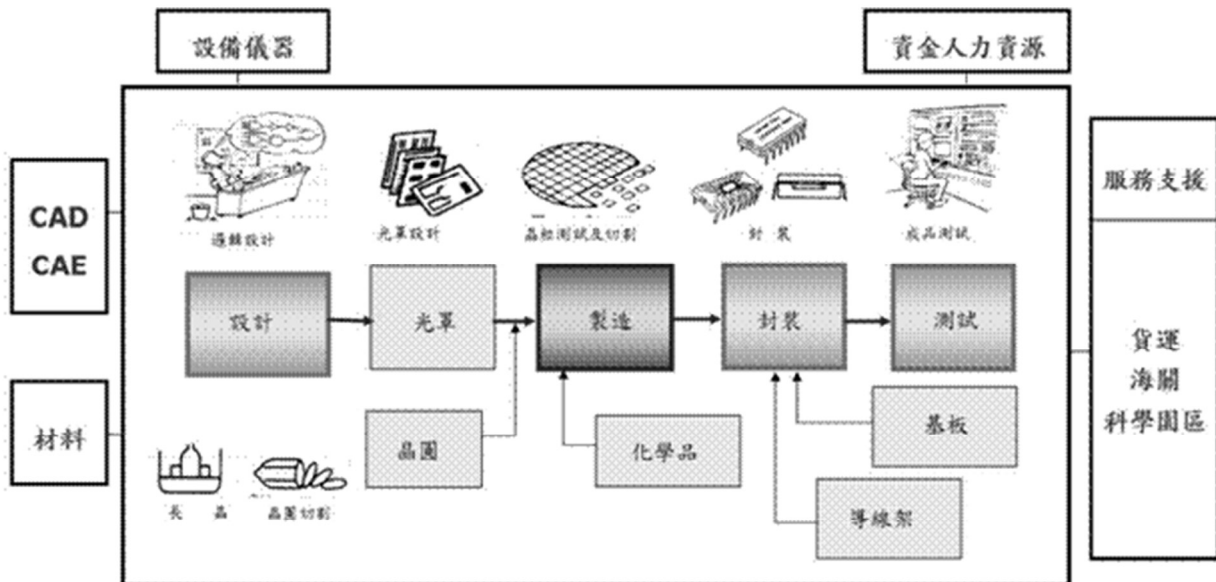 設備儀器
資金人力資源
CAD
CAE
材料
邏輯設計
光罩設計
晶粒測試及切割
封 裝
成品測試
設計
光罩
製造
封裝
測試
晶圓
化學品
基板
導線架
長 晶
晶圓切割
服務支援
貨運
海關
科學園區